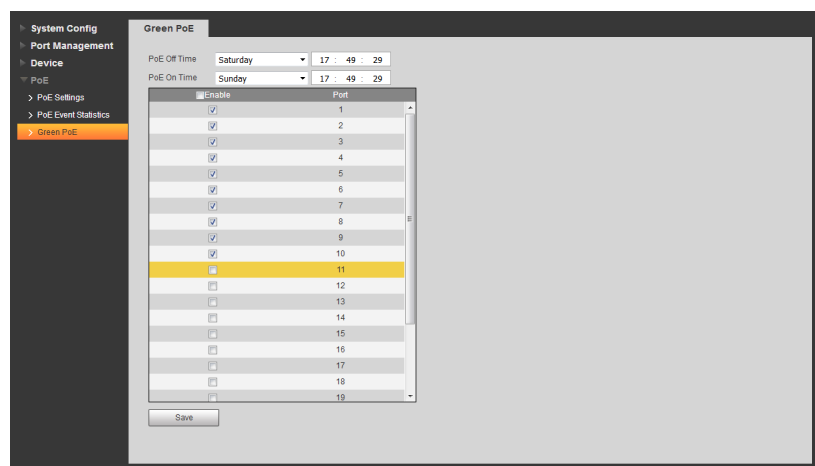 System Config
Port Management
Device
PoE
PoE Settings
PoE Event Statistics
Green PoE
Green PoE
PoE Off Time Saturday 17 : 49 : 29
PoE On Time Sunday 17 : 49 : 29
Enable Port
1
2
3
4
5
6
7
8
9
10
11
12
13
14
15
16
17
18
19
Save